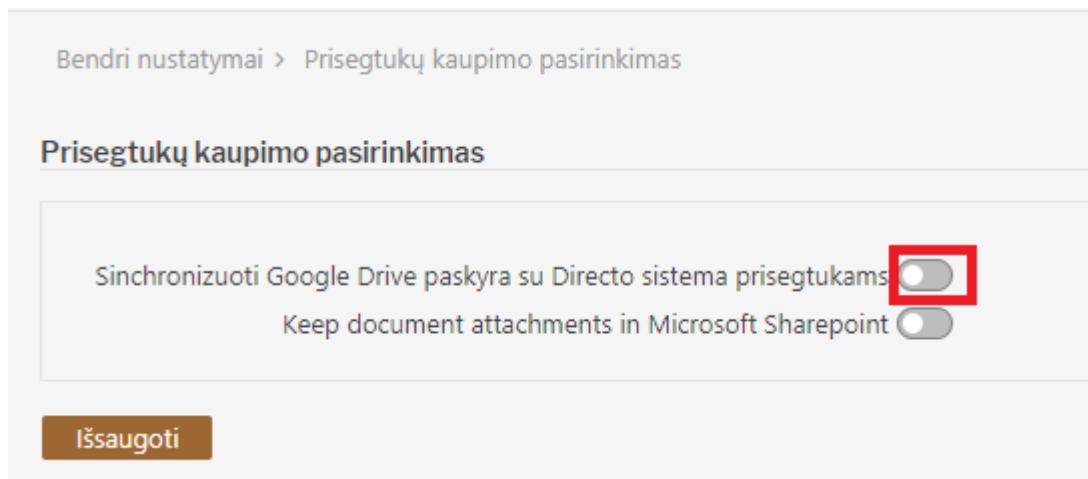 Bendri nustatymai > Prisegtukų kaupimo pasirinkimas
Prisegtukų kaupimo pasirinkimas
Sinchronizuoti Google Drive paskyra su Directo sistema prisegtukams
Keep document attachments in Microsoft Sharepoint
Išsaugoti